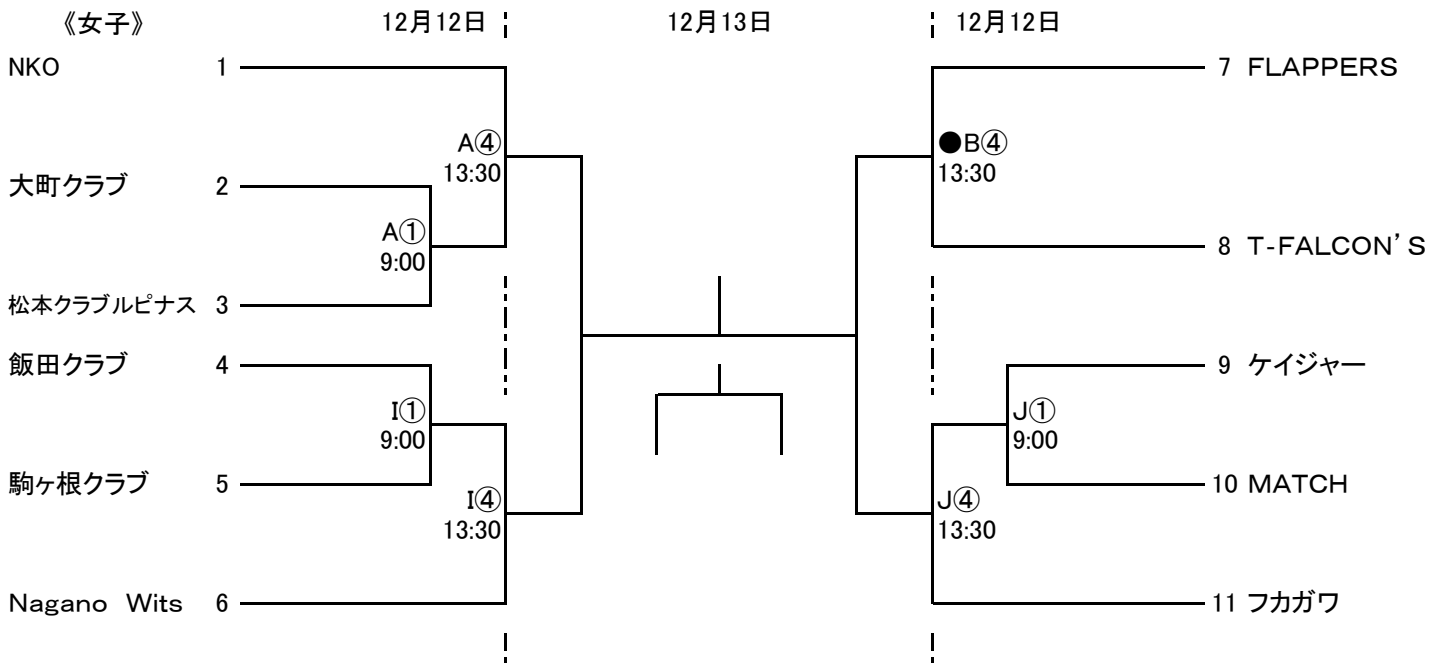 《女子》 12月12日 12月13日 12月12日
NKO 1
7 FLAPPERS
A④
13:30
●B④
13:30
大町クラブ 2
A①
9:00
8 T-FALCON'S
松本クラブルピナス 3
飯田クラブ 4
9 ケイジャー
I①
9:00
J①
9:00
駒ヶ根クラブ 5
10 MATCH
I④
13:30
J④
13:30
Nagano Wits 6
11 フカガワ